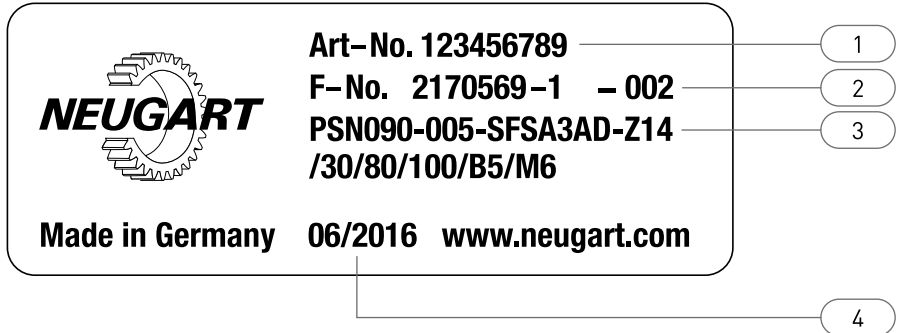 Art-No. 123456789
1
F-No. 2170569-1 -002
2
NEUGART
PSN090-005-SFSA3AD-Z14
3
/30/80/100/B5/M6
Made in Germany 06/2016 www.neugart.com
4